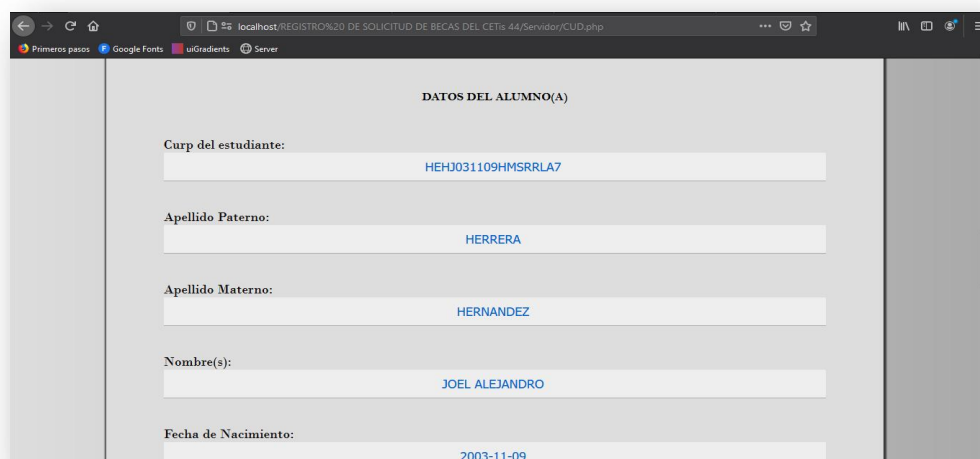 localhost/REGISTRO%20 DE SOLICITUD DE BECAS DEL CETis 44/Servidor/CUD.php
Primeros pasos Google Fonts uiGradients Server
DATOS DEL ALUMNO(A)
Curp del estudiante:
HEHJ031109HMSRRLA7
Apellido Paterno:
HERRERA
Apellido Materno:
HERNANDEZ
Nombre(s):
JOEL ALEJANDRO
Fecha de Nacimiento:
2003-11-09